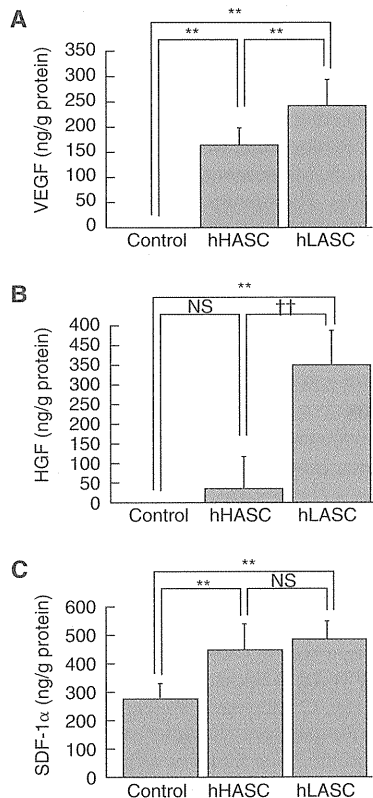 A
**
**
**
VEGF (ng/g protein)
350
300
250
200
150
100
50
0
Control hHASC hLASC
B
**
NS
††
HGF (ng/g protein)
400
350
300
250
200
150
100
50
0
Control hHASC hLASC
C
**
**
NS
SDF-1α (ng/g protein)
600
500
400
300
200
100
0
Control hHASC hLASC